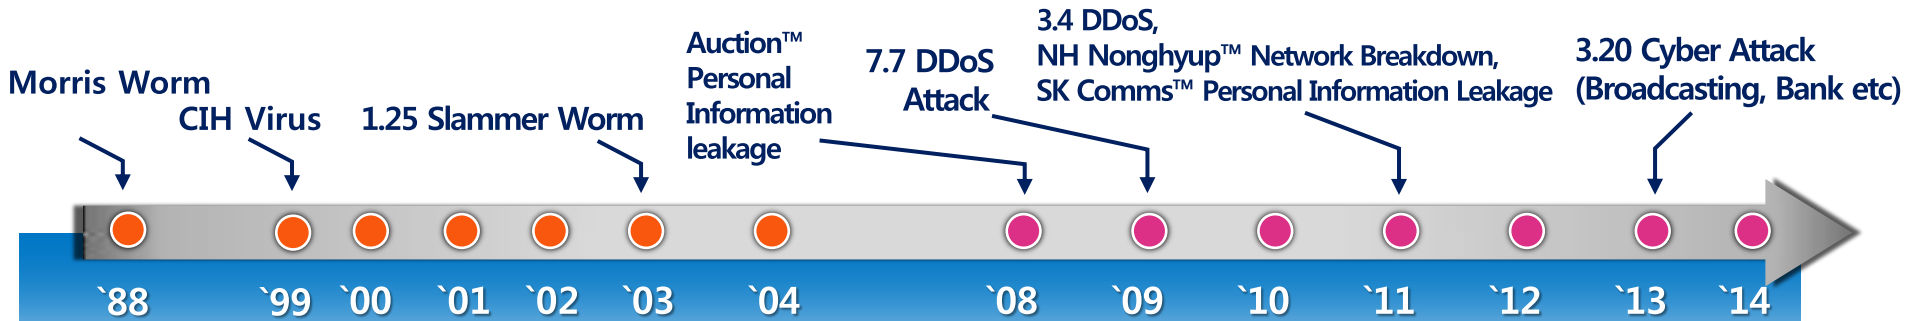 Morris Worm
CIH Virus
1.25 Slammer Worm
Auction™
Personal
Information
leakage
7.7 DDoS
Attack
3.4 DDoS,
NH Nonghyup™ Network Breakdown,
SK Comms™ Personal Information Leakage
3.20 Cyber Attack
(Broadcasting, Bank etc)
`88 `99 `00 `01 `02 `03 `04 `08 `09 `10 `11 `12 `13 `14